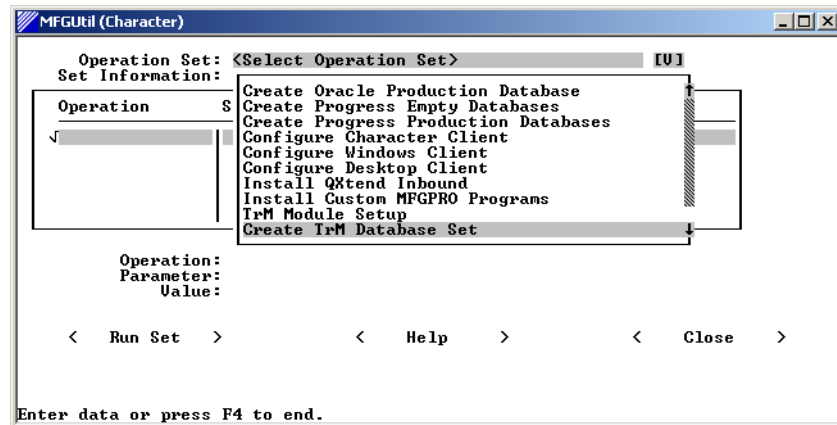 MFGUtil (Character)
Operation Set: <Select Operation Set> [V]
Set Information:
Create Oracle Production Database
Operation S Create Progress Empty Databases
Create Progress Production Databases
Configure Character Client
Configure Windows Client
Configure Desktop Client
Install QXtend Inbound
Install Custom MFGPRO Programs
TrM Module Setup
Create TrM Database Set
Operation:
Parameter:
Value:
< Run Set > < Help > < Close >
Enter data or press F4 to end.